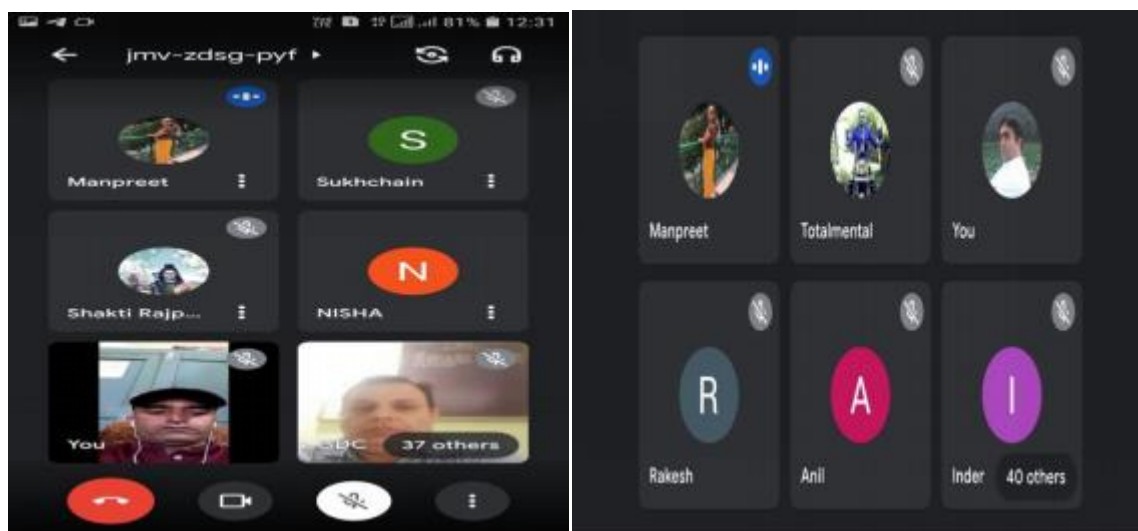 81% 12:31
jmv-zdsg-pyf
S
Manpreet
Sukhchain
N
Shakti Rajp...
NISHA
You
37 others
Manpreet
Totalmental
You
R
A
I
Rakesh
Anil
Inder
40 others